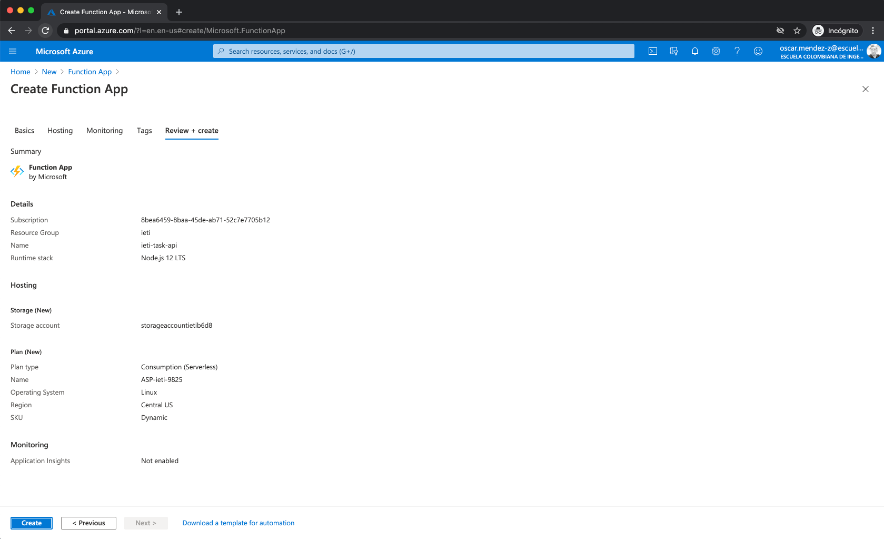 Create Function App - Microso
portal.azure.com/?l=en.en-us#create/Microsoft.FunctionApp
Incógnito
Microsoft Azure
Search resources, services, and docs (G+/)
oscar.mendez-z@escuel...
ESCUELA COLOMBIANA DE INGE...
Home > New > Function App >
Create Function App
Basics Hosting Monitoring Tags Review + create
Summary
Function App
by Microsoft
Details
Subscription 8bea6459-8baa-45de-ab71-52c7e7705b12
Resource Group ieti
Name ieti-task-api
Runtime stack Node.js 12 LTS
Hosting
Storage (New)
Storage account storageaccountietib6d8
Plan (New)
Plan type Consumption (Serverless)
Name ASP-ieti-9825
Operating System Linux
Region Central US
SKU Dynamic
Monitoring
Application Insights Not enabled
Create < Previous Next > Download a template for automation